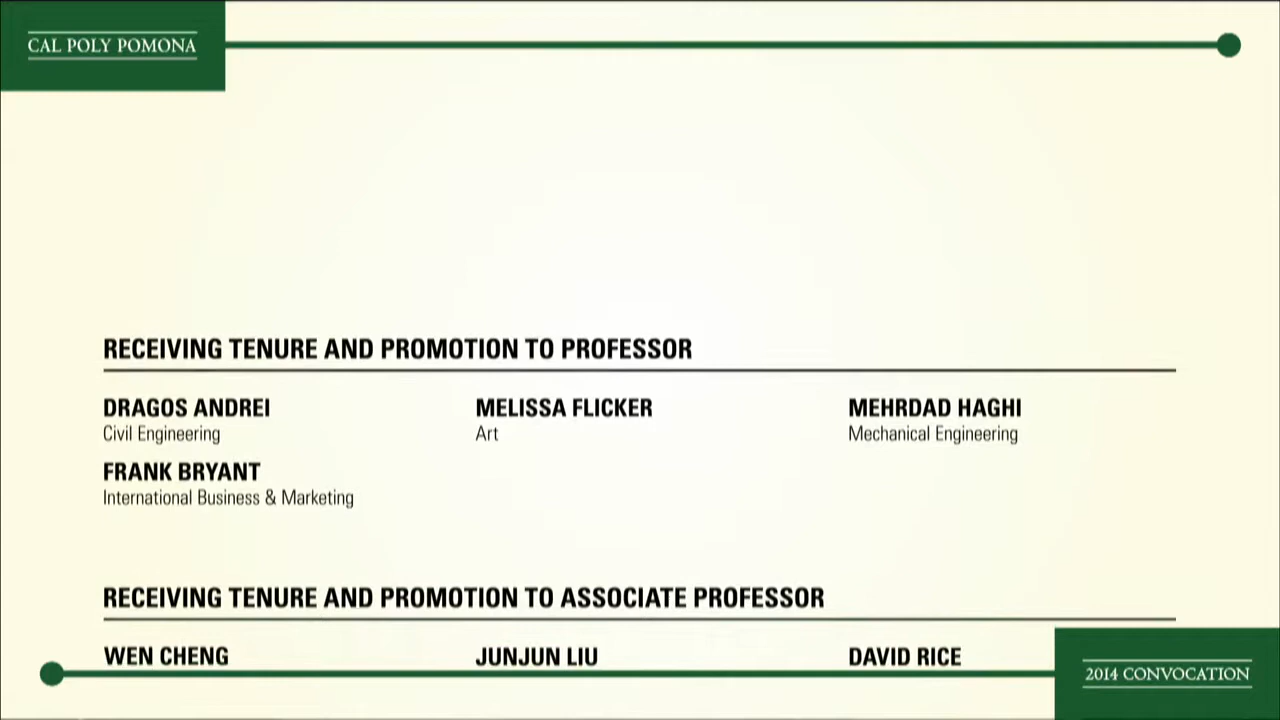 CAL POLY POMONA
RECEIVING TENURE AND PROMOTION TO PROFESSOR
DRAGOS ANDREI
Civil Engineering
MELISSA FLICKER
Art
MEHRDAD HAGHI
Mechanical Engineering
FRANK BRYANT
International Business & Marketing
RECEIVING TENURE AND PROMOTION TO ASSOCIATE PROFESSOR
WEN CHENG
JUNJUN LIU
DAVID RICE
2014 CONVOCATION